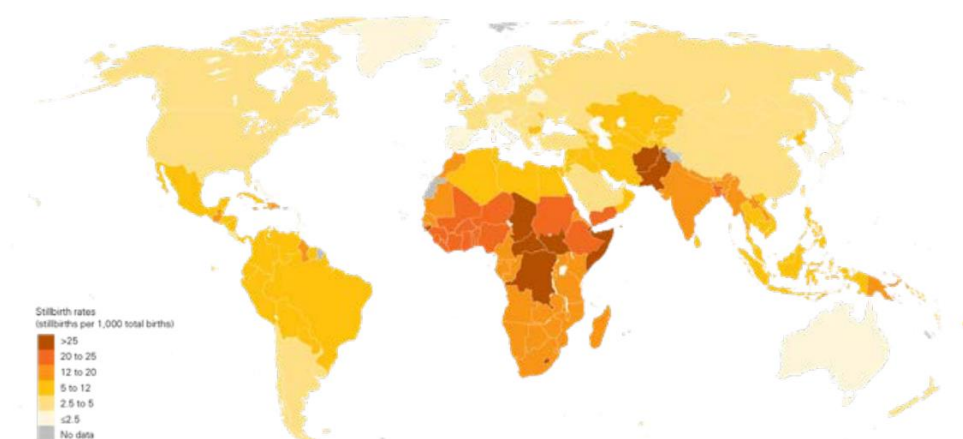 Stillbirth rates
(stillbirths per 1,000 total births)
>25
20 to 25
12 to 20
5 to 12
2.5 to 5
≤2.5
No data